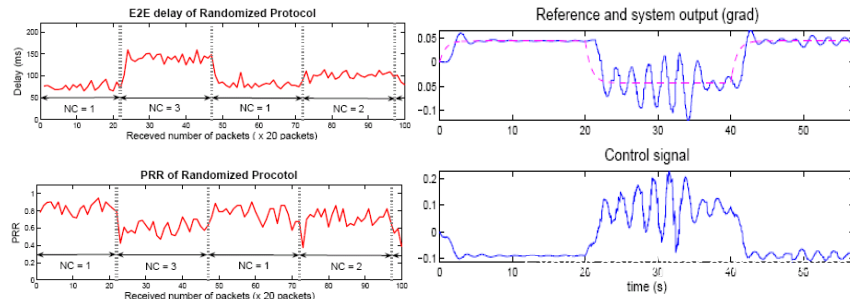 E2E delay of Randomized Protocol
200
150
100
50
0
Delay (ms)
NC = 1
NC = 3
NC = 1
NC = 2
0 10 20 30 40 50 60 70 80 90 100
Receved number of packets ( x 20 packets)
PRR of Randomized Procotol
1
0.8
0.6
0.4
0.2
0
PRR
NC = 1
NC = 3
NC = 1
NC = 2
0 10 20 30 40 50 60 70 80 90 100
Received number of packets (x 20 packets)
Reference and system output (grad)
0.05
0
-0.05
-0.1
0 10 20 30 40 50
Control signal
0.2
0.1
0
-0.1
0 10 20 30 40 50
time (s)